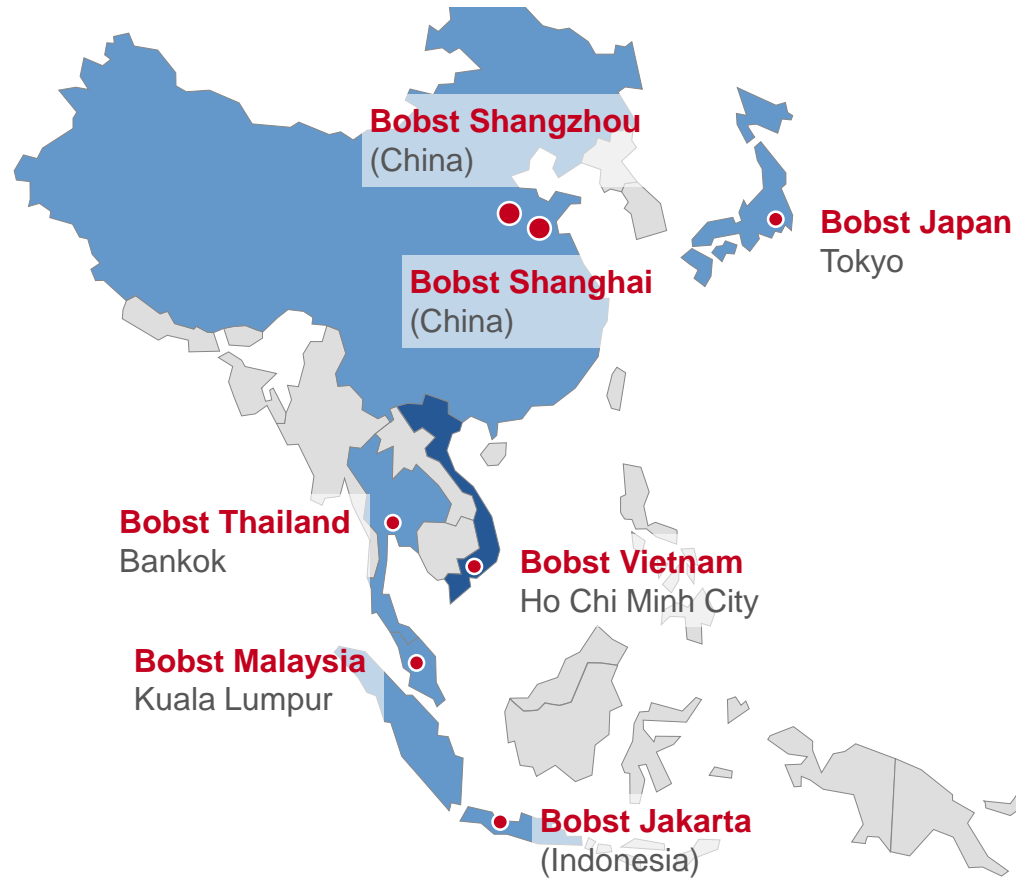 Bobst Shangzhou
(China)
Bobst Japan
Tokyo
Bobst Shanghai
(China)
Bobst Thailand
Bankok
Bobst Vietnam
Ho Chi Minh City
Bobst Malaysia
Kuala Lumpur
Bobst Jakarta
(Indonesia)